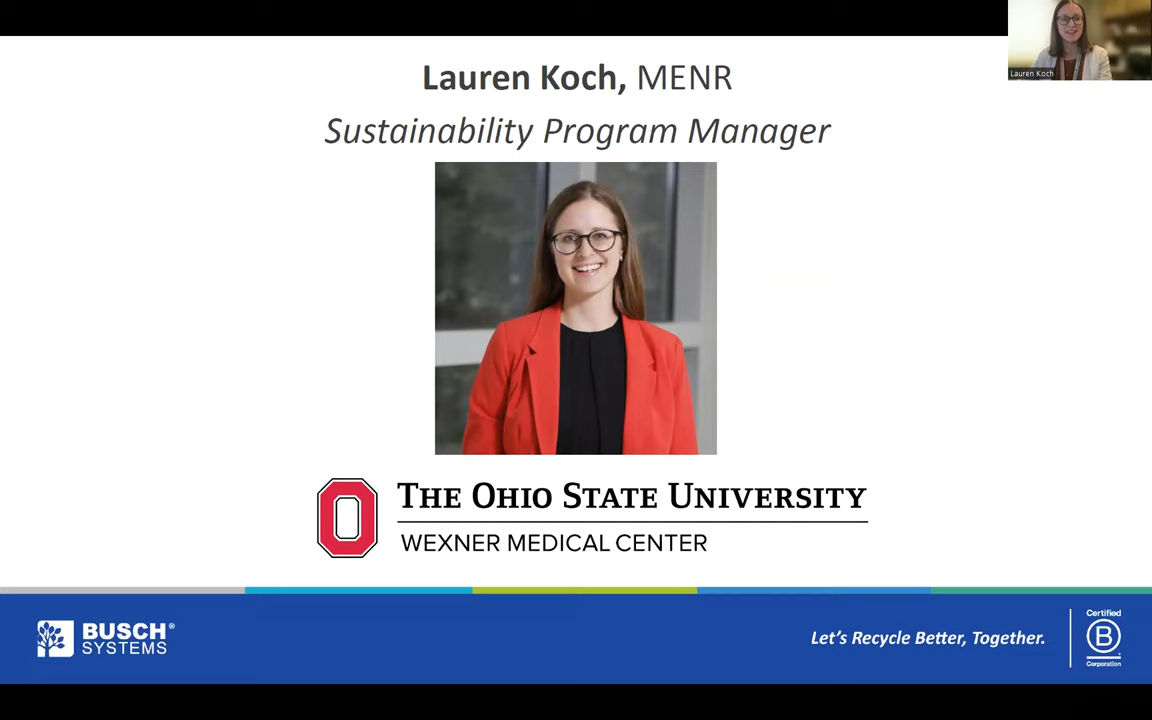 Lauren Koch, MENR
Sustainability Program Manager
Lauren Koch
THE OHIO STATE UNIVERSITY
WEXNER MEDICAL CENTER
BUSCH®
SYSTEMS
Let's Recycle Better, Together.
Certified
B
Corporation